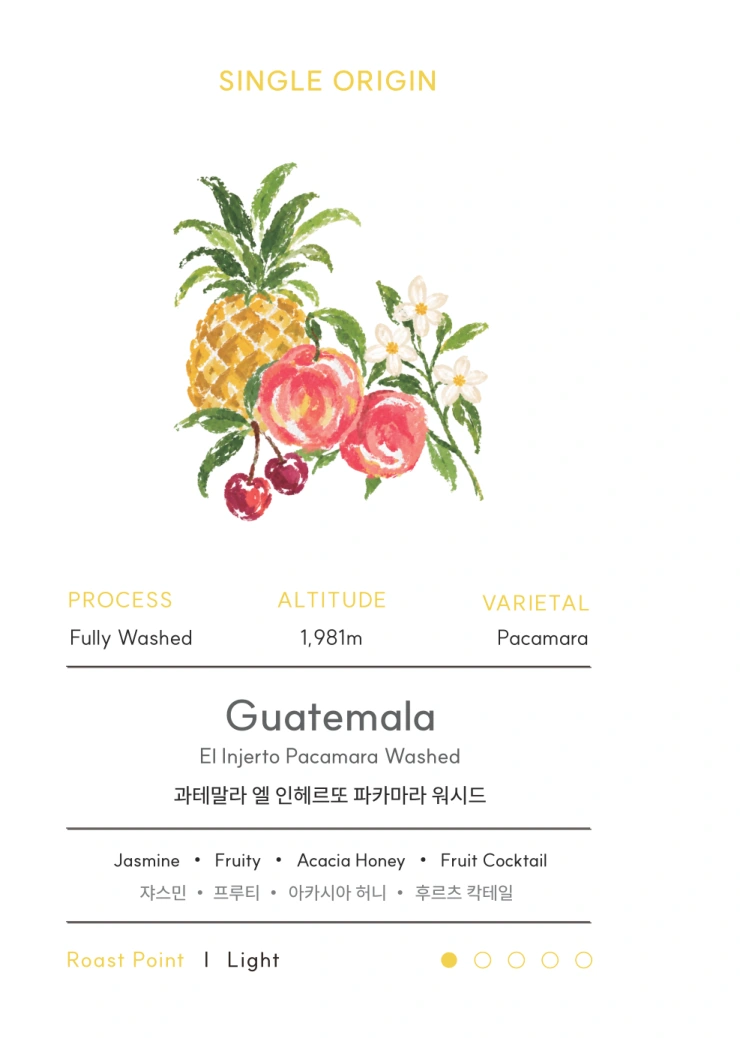 SINGLE ORIGIN
PROCESS ALTITUDE VARIETAL
Fully Washed 1,981m Pacamara
Guatemala
El Injerto Pacamara Washed
과테말라 엘 인헤르또 파카마라 워시드
Jasmine • Fruity • Acacia Honey • Fruit Cocktail
쟈스민 • 프루티 • 아카시아 허니 • 후르츠 칵테일
Roast Point | Light